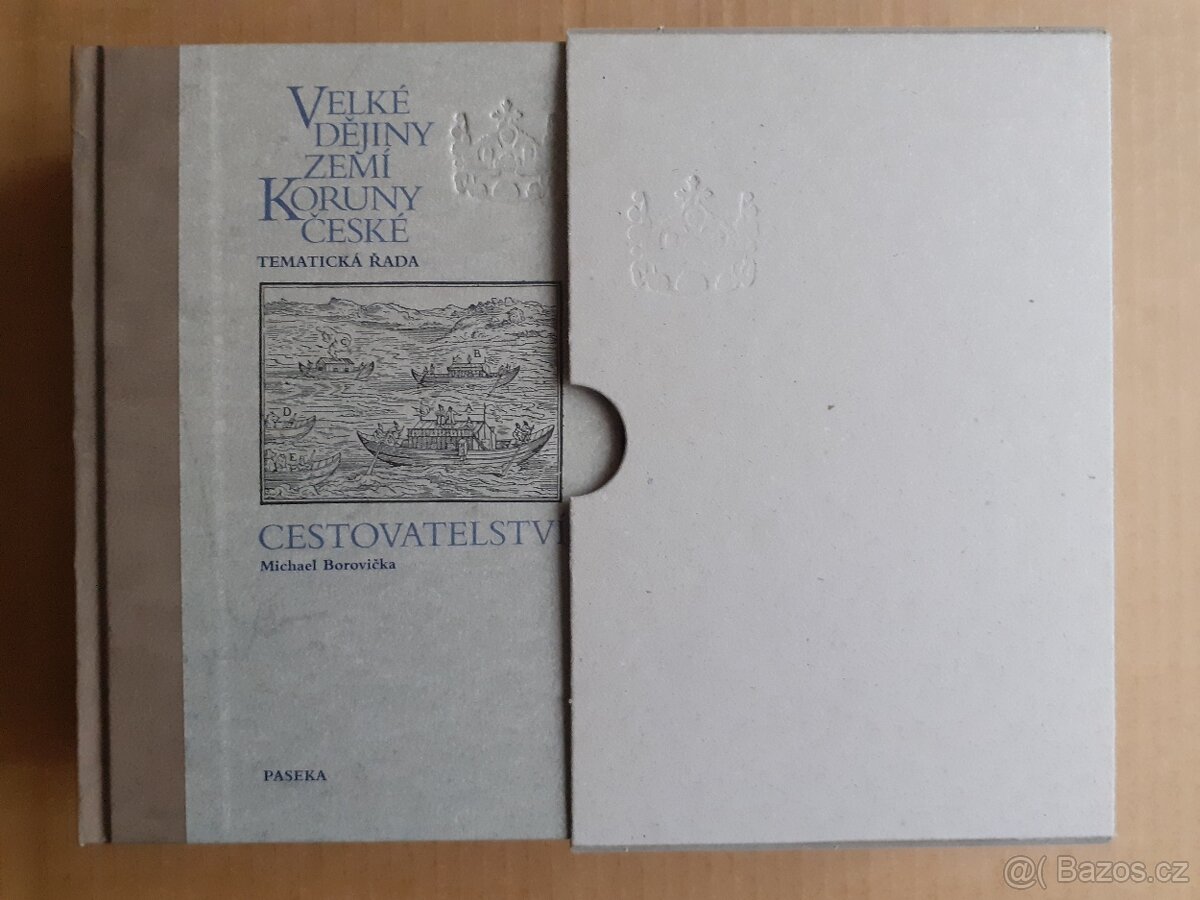 VELKÉ
DĚJINY
ZEMÍ
KORUNY
ČESKÉ
TEMATICKÁ ŘADA
C
B
A
D
E
CESTOVATELSTVÍ
Michael Borovička
PASEKA
@( Bazos.cz